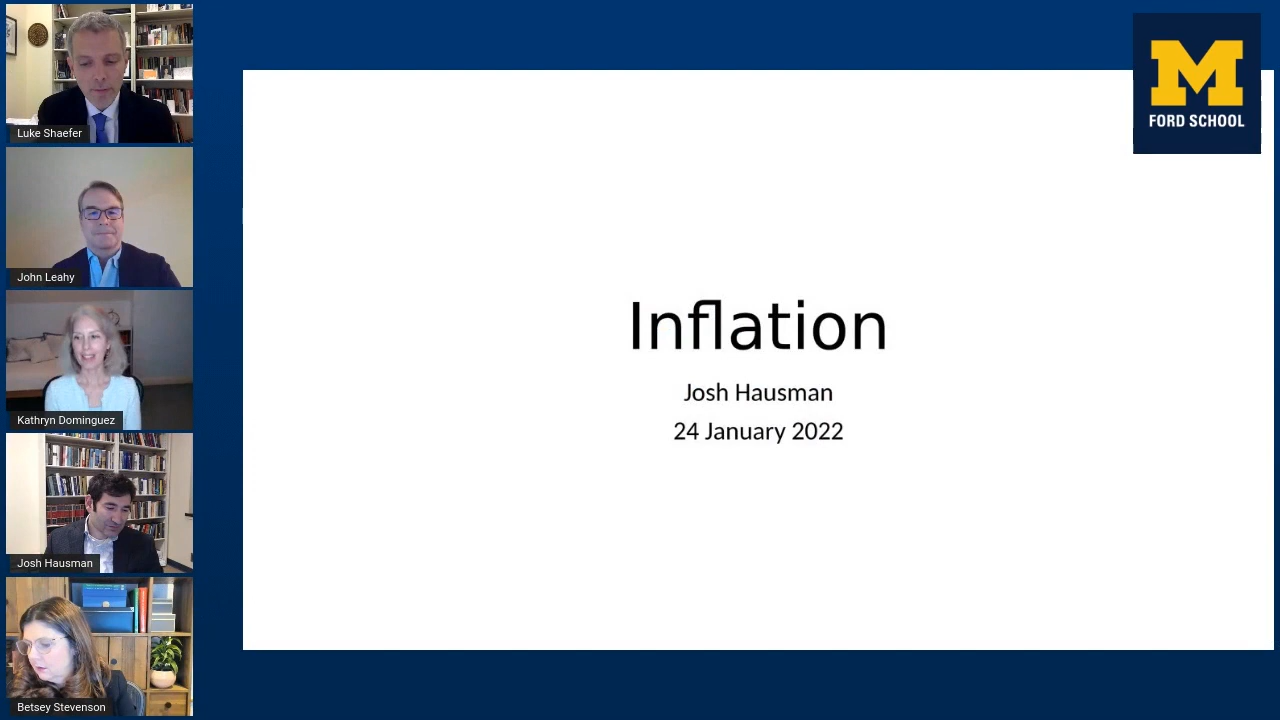 Luke Shaefer
John Leahy
Kathryn Dominguez
Josh Hausman
Betsey Stevenson
Inflation
Josh Hausman
24 January 2022
M
FORD SCHOOL